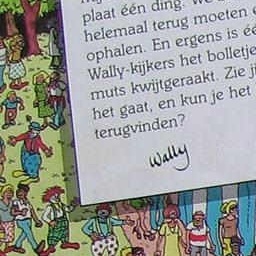 plaat één ding. We
helemaal terug moeten
ophalen. En ergens is
Wally-kijkers het bolletje
muts kwijtgeraakt. Zie
het gaat, en kun je het
terugvinden?
Wally